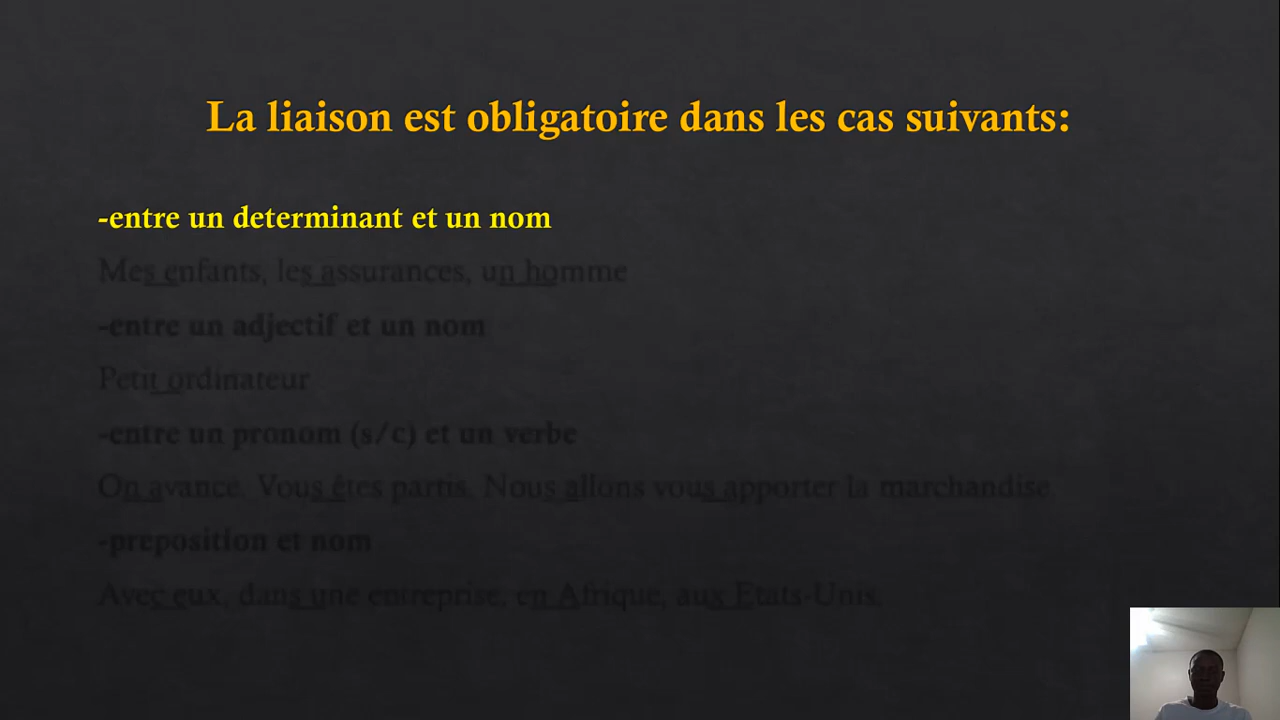 La liaison est obligatoire dans les cas suivants:
-entre un determinant et un nom
Mes enfants, les assurances, un homme
-entre un adjectif et un nom
Petit ordinateur
-entre un pronom (s/c) et un verbe
On avance. Vous êtes partis. Nous allons vous apporter la marchandise
-preposition et nom
Avec eux, dans une entreprise, en Afrique, aux Etats-Unis.